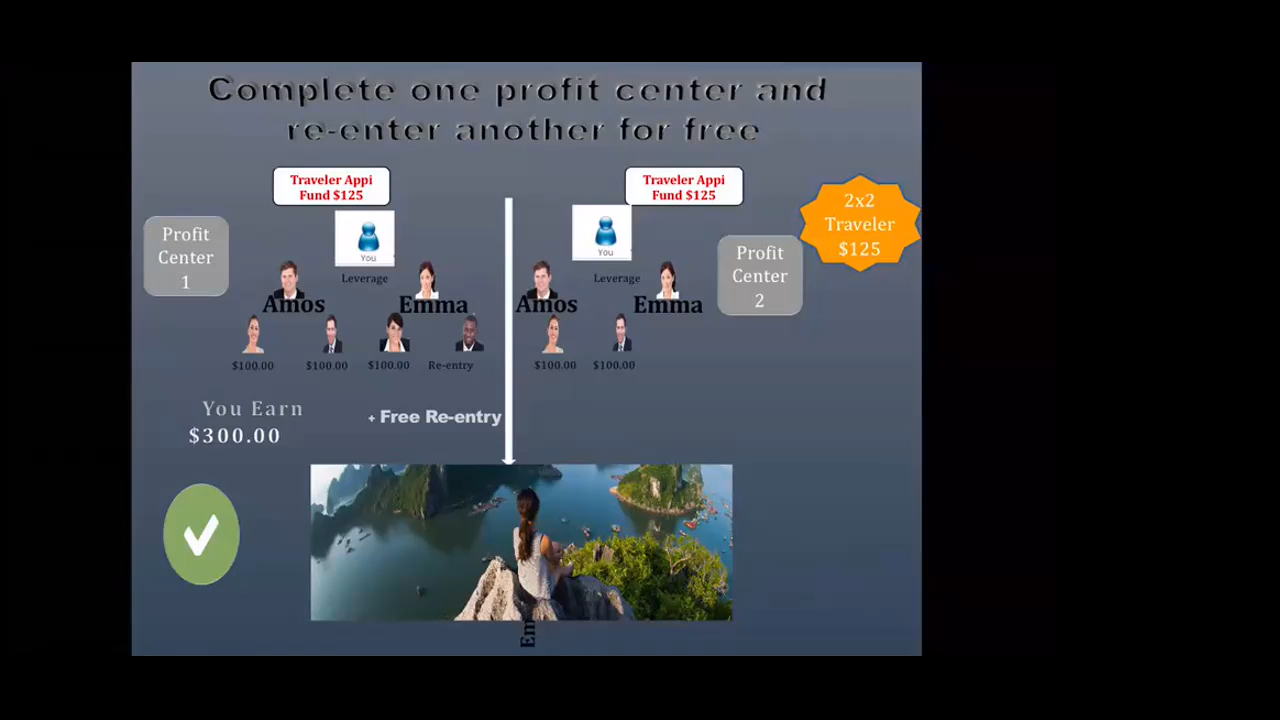 Complete one profit center and
re-enter another for free
Traveler Appi
Fund $125
Traveler Appi
Fund $125
2x2
Traveler
$125
Profit
Center
1
You
Leverage
Amos
Emma
$100.00
$100.00
$100.00
Re-entry
You
Leverage
Amos
Emma
$100.00
$100.00
Profit
Center
2
You Earn
$300.00
+ Free Re-entry
Em